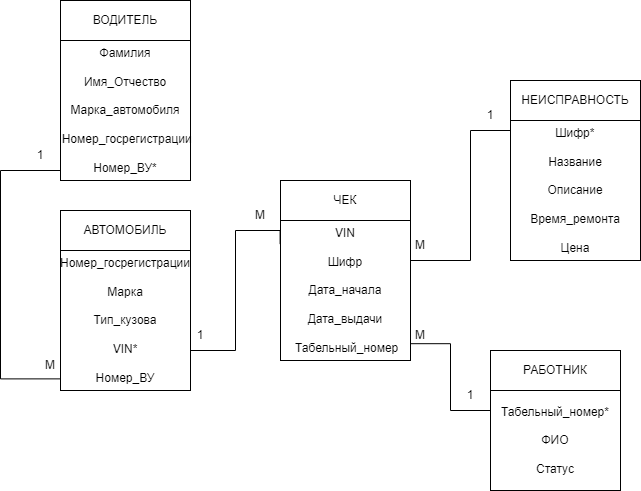 ВОДИТЕЛЬ
Фамилия
Имя_Отчество
Марка_автомобиля
Номер_госрегистрации
Номер_ВУ*
1
АВТОМОБИЛЬ
Номер_госрегистрации
Марка
Тип_кузова
VIN*
Номер_ВУ
М
1
М
ЧЕК
VIN
Шифр
Дата_начала
Дата_выдачи
Табельный_номер
М
1
М
1
НЕИСПРАВНОСТЬ
Шифр*
Название
Описание
Время_ремонта
Цена
РАБОТНИК
Табельный_номер*
ФИО
Статус